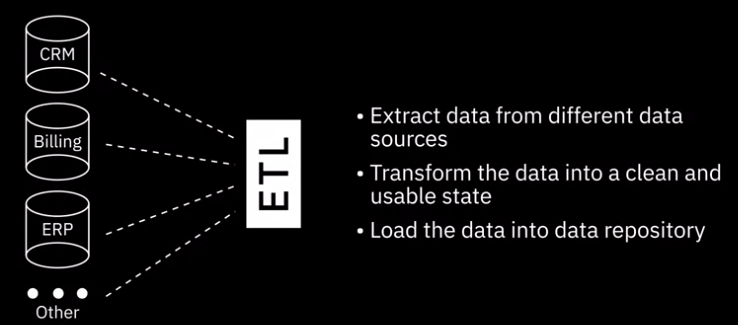 CRM
Billing
ERP
Other
ETL
• Extract data from different data
sources
• Transform the data into a clean and
usable state
• Load the data into data repository